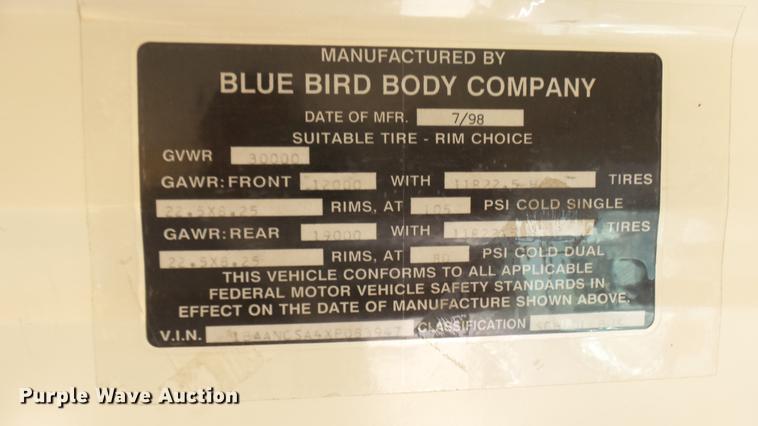 MANUFACTURED BY
BLUE BIRD BODY COMPANY
DATE OF MFR. 7/98
SUITABLE TIRE - RIM CHOICE
GVWR 30000
GAWR: FRONT 12000 WITH 11R22.5 H TIRES
22.5X8.25 RIMS, AT 105 PSI COLD SINGLE
GAWR: REAR 19000 WITH TIRES
22.5X8.25 RIMS, AT 80 PSI COLD DUAL
THIS VEHICLE CONFORMS TO ALL APPLICABLE
FEDERAL MOTOR VEHICLE SAFETY STANDARDS IN
EFFECT ON THE DATE OF MANUFACTURE SHOWN ABOVE.
V.I.N. CLASSIFICATION
Purple Wave Auction